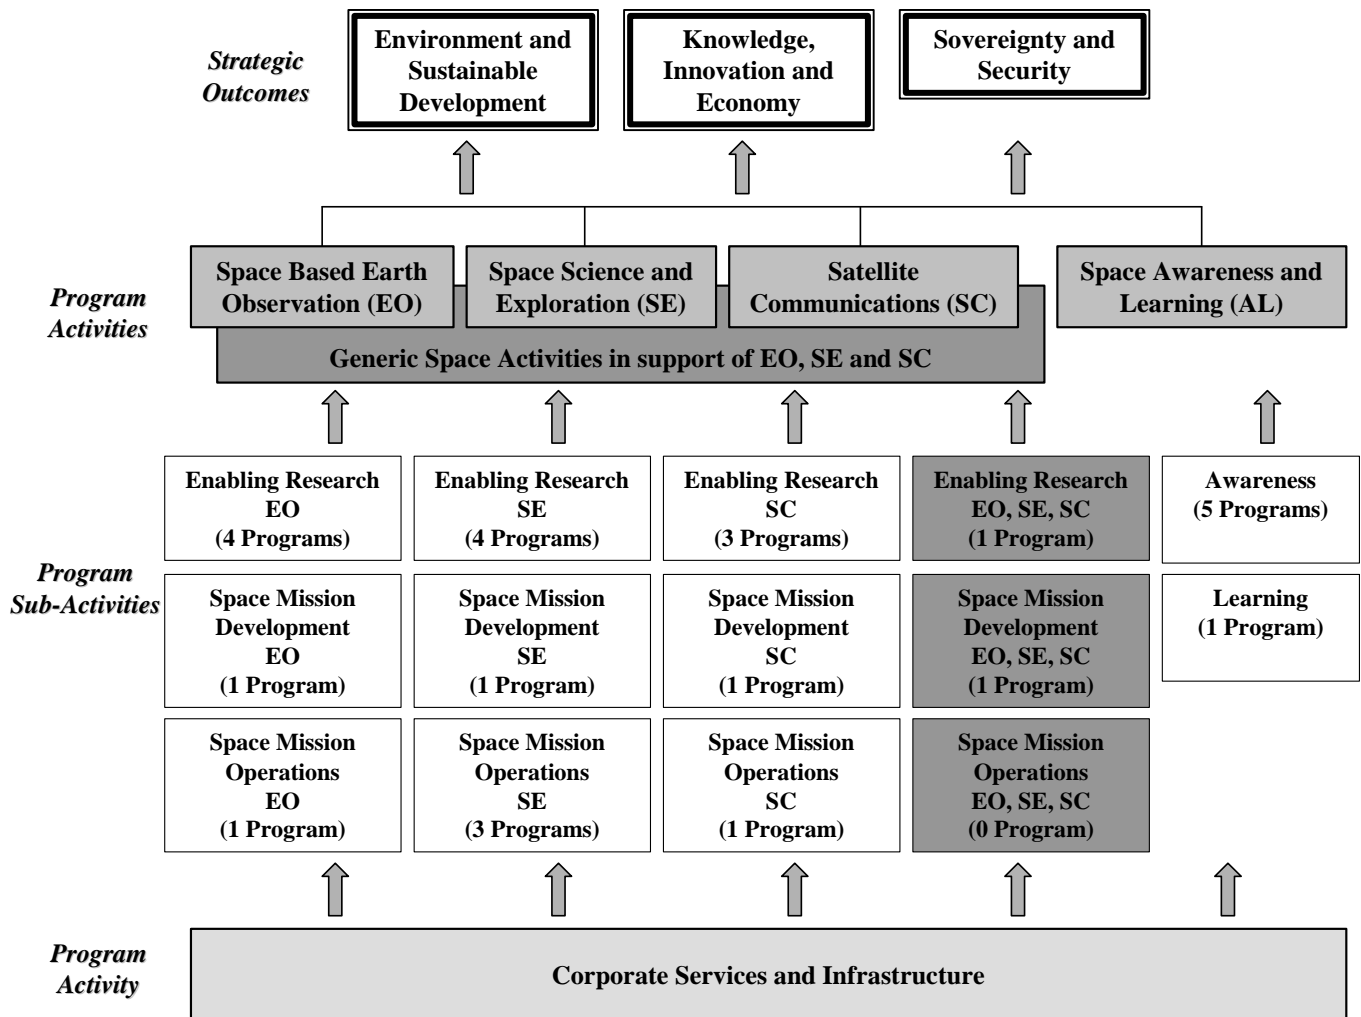 Strategic
Outcomes
Environment and
Sustainable
Development
Knowledge,
Innovation and
Economy
Sovereignty and
Security
Program
Activities
Space Based Earth
Observation (EO)
Space Science and
Exploration (SE)
Satellite
Communications (SC)
Space Awareness and
Learning (AL)
Generic Space Activities in support of EO, SE and SC
Program
Sub-Activities
Enabling Research
EO
(4 Programs)
Enabling Research
SE
(4 Programs)
Enabling Research
SC
(3 Programs)
Enabling Research
EO, SE, SC
(1 Program)
Awareness
(5 Programs)
Space Mission
Development
EO
(1 Program)
Space Mission
Development
SE
(1 Program)
Space Mission
Development
SC
(1 Program)
Space Mission
Development
EO, SE, SC
(1 Program)
Learning
(1 Program)
Space Mission
Operations
EO
(1 Program)
Space Mission
Operations
SE
(3 Programs)
Space Mission
Operations
SC
(1 Program)
Space Mission
Operations
EO, SE, SC
(0 Program)
Program
Activity
Corporate Services and Infrastructure